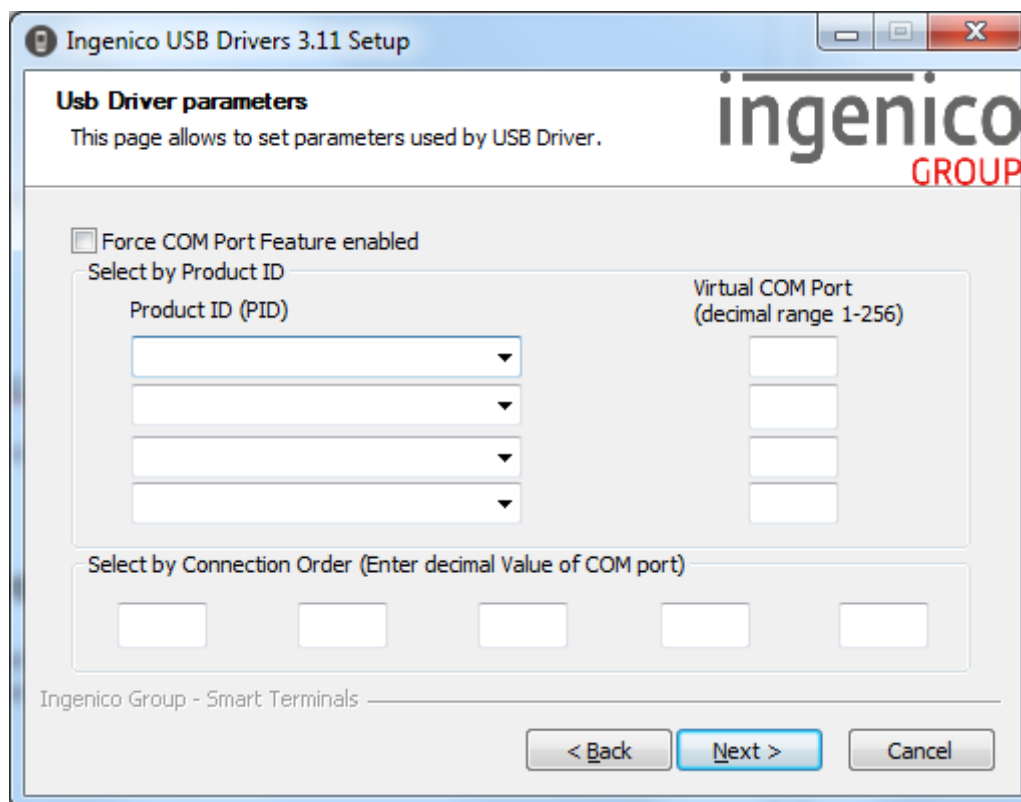 Ingenico USB Drivers 3.11 Setup
Usb Driver parameters
This page allows to set parameters used by USB Driver.
ingenico
GROUP
Force COM Port Feature enabled
Select by Product ID
Product ID (PID)
Virtual COM Port
(decimal range 1-256)
Select by Connection Order (Enter decimal Value of COM port)
Ingenico Group - Smart Terminals
< Back
Next >
Cancel